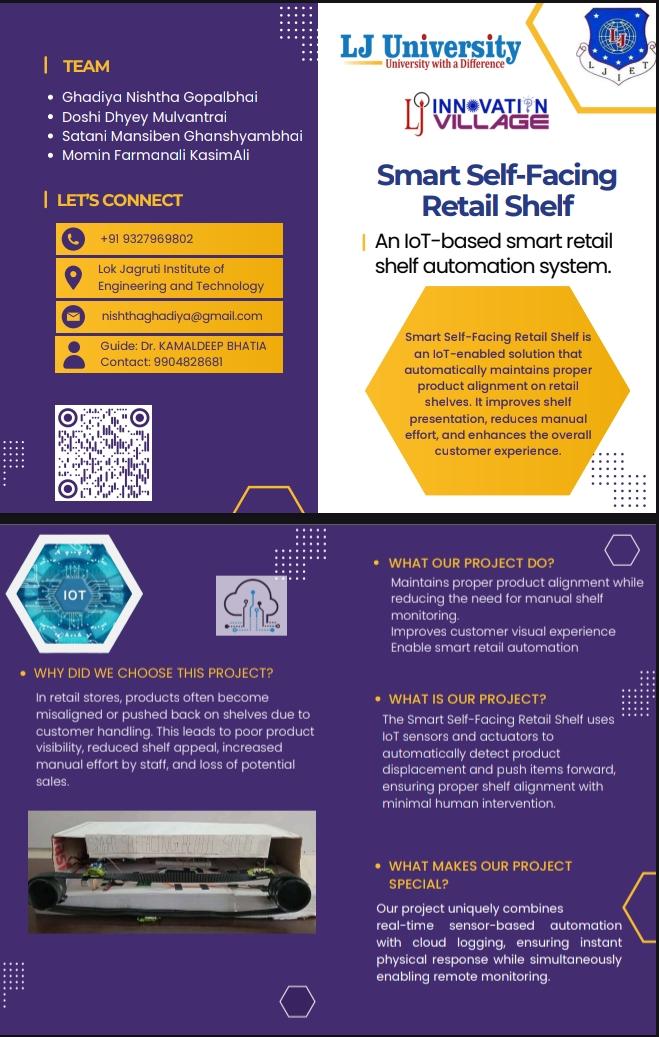 TEAM
Ghadiya Nishtha Gopalbhai
Doshi Dhyey Mulvantrai
Satani Mansiben Ghanshyambhai
Momin Farmanali KasimAli
LET'S CONNECT
+91 9327969802
Lok Jagruti Institute of
Engineering and Technology
nishthaghadiya@gmail.com
Guide: Dr. KAMALDEEP BHATIA
Contact: 9904828681
LJ University
University with a Difference
LJ
LJIET
LJ INNOVATION
VILLAGE
Smart Self-Facing
Retail Shelf
An IoT-based smart retail
shelf automation system.
Smart Self-Facing Retail Shelf is
an IoT-enabled solution that
automatically maintains proper
product alignment on retail
shelves. It improves shelf
presentation, reduces manual
effort, and enhances the overall
customer experience.
IOT
WHY DID WE CHOOSE THIS PROJECT?
In retail stores, products often become
misaligned or pushed back on shelves due to
customer handling. This leads to poor product
visibility, reduced shelf appeal, increased
manual effort by staff, and loss of potential
sales.
SMART SELF-FACING RETAIL SHELF
WHAT OUR PROJECT DO?
Maintains proper product alignment while
reducing the need for manual shelf
monitoring.
Improves customer visual experience
Enable smart retail automation
WHAT IS OUR PROJECT?
The Smart Self-Facing Retail Shelf uses
IoT sensors and actuators to
automatically detect product
displacement and push items forward,
ensuring proper shelf alignment with
minimal human intervention.
WHAT MAKES OUR PROJECT
SPECIAL?
Our project uniquely combines
real-time sensor-based automation
with cloud logging, ensuring instant
physical response while simultaneously
enabling remote monitoring.